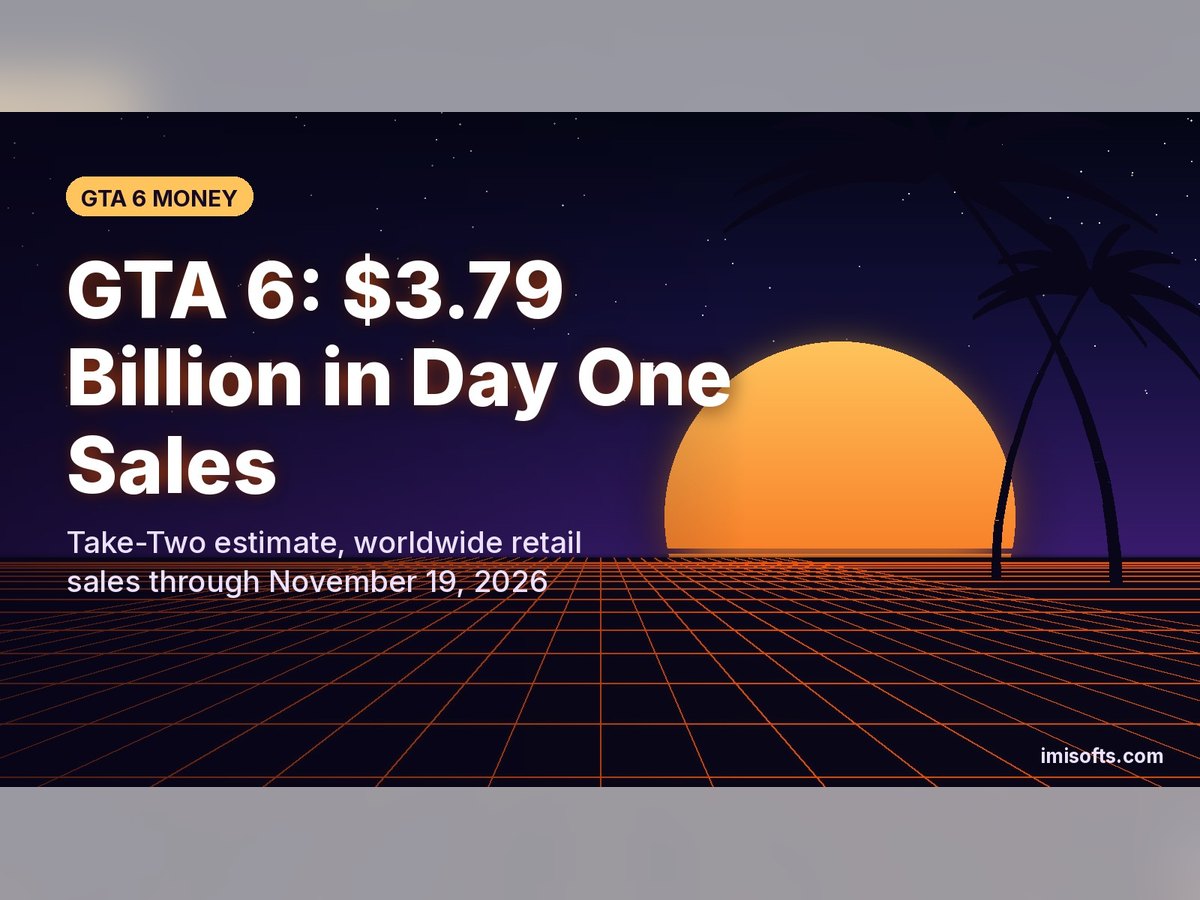 GTA 6 MONEY
GTA 6: $3.79
Billion in Day One
Sales
Take-Two estimate, worldwide retail
sales through November 19, 2026
imisofts.com